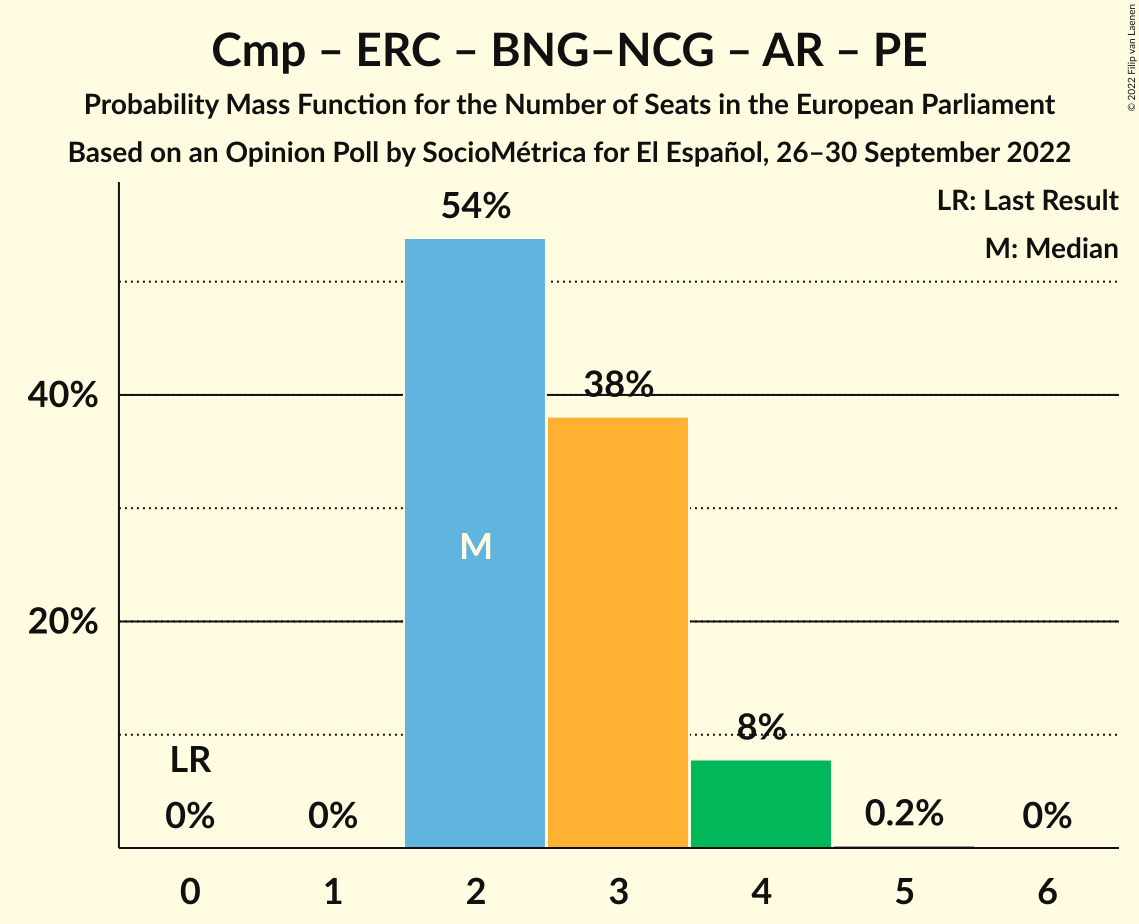 Cmp – ERC – BNG–NCG – AR – PE
Probability Mass Function for the Number of Seats in the European Parliament
Based on an Opinion Poll by SocioMétrica for El Español, 26–30 September 2022
© 2022 Filip van Laenen
LR: Last Result
M: Median
54%
38%
40%
M
20%
8%
LR
0%
0%
0.2%
0%
0
1
2
3
4
5
6